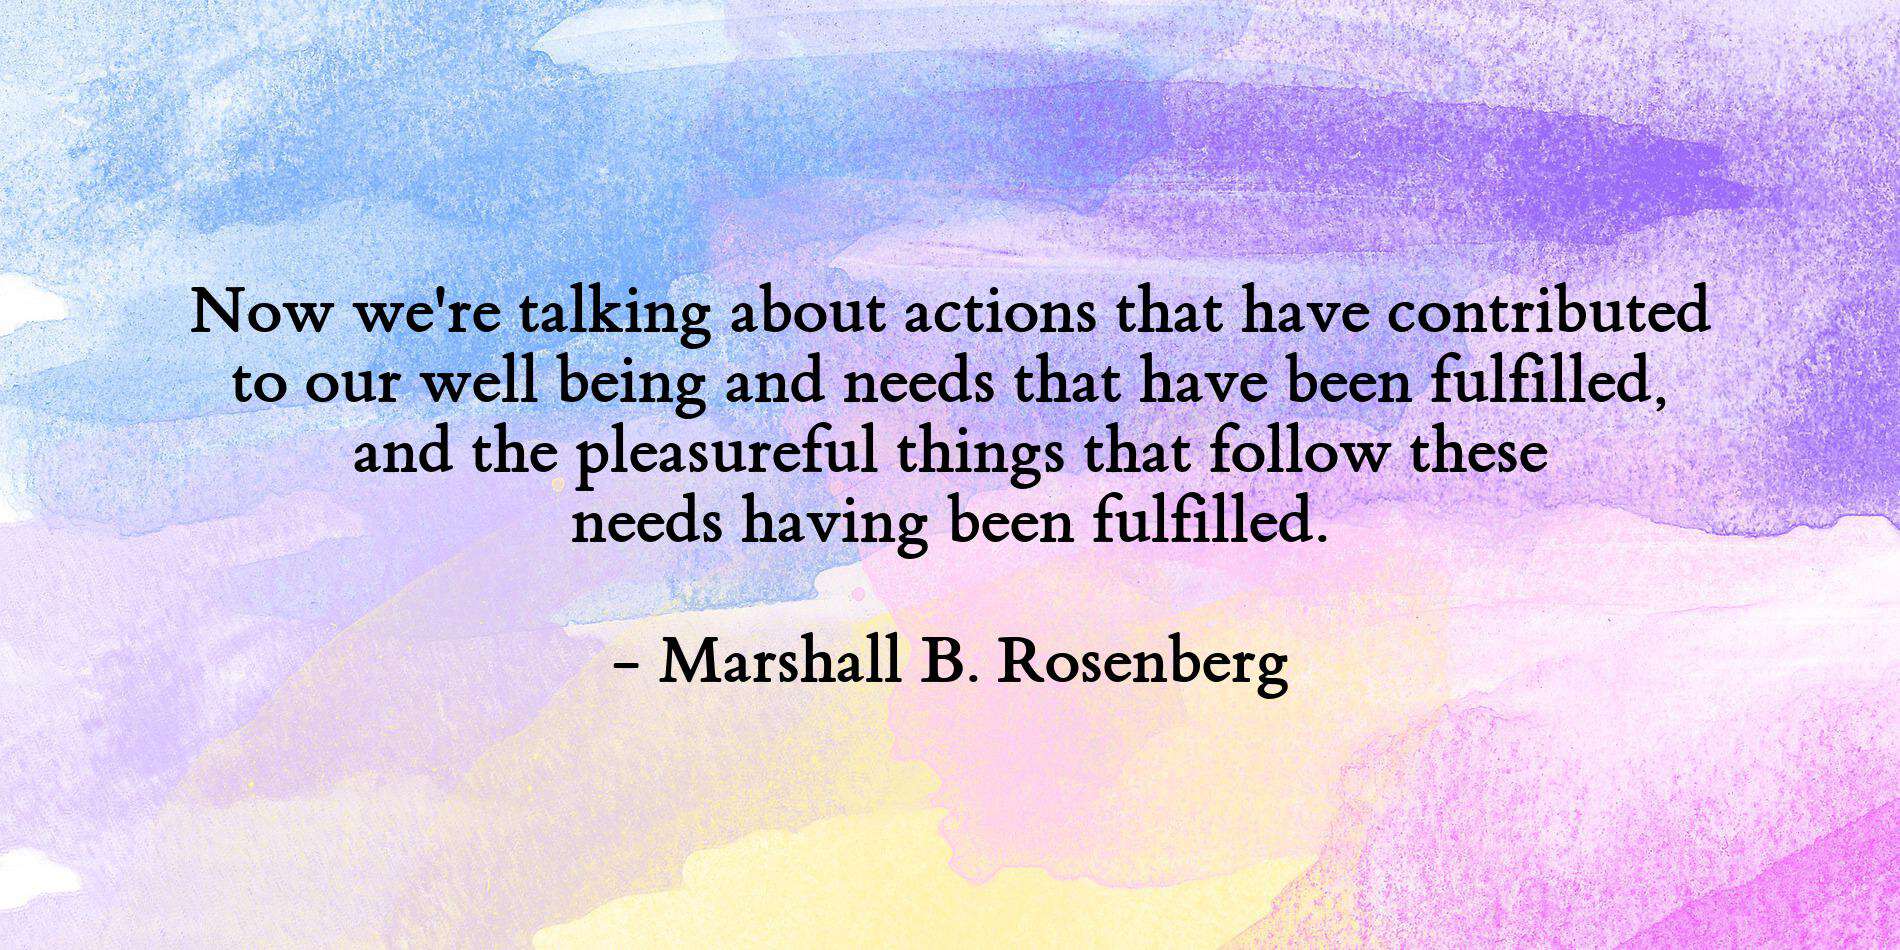 Now we're talking about actions that have contributed
to our well being and needs that have been fulfilled,
and the pleasureful things that follow these
needs having been fulfilled.
– Marshall B. Rosenberg